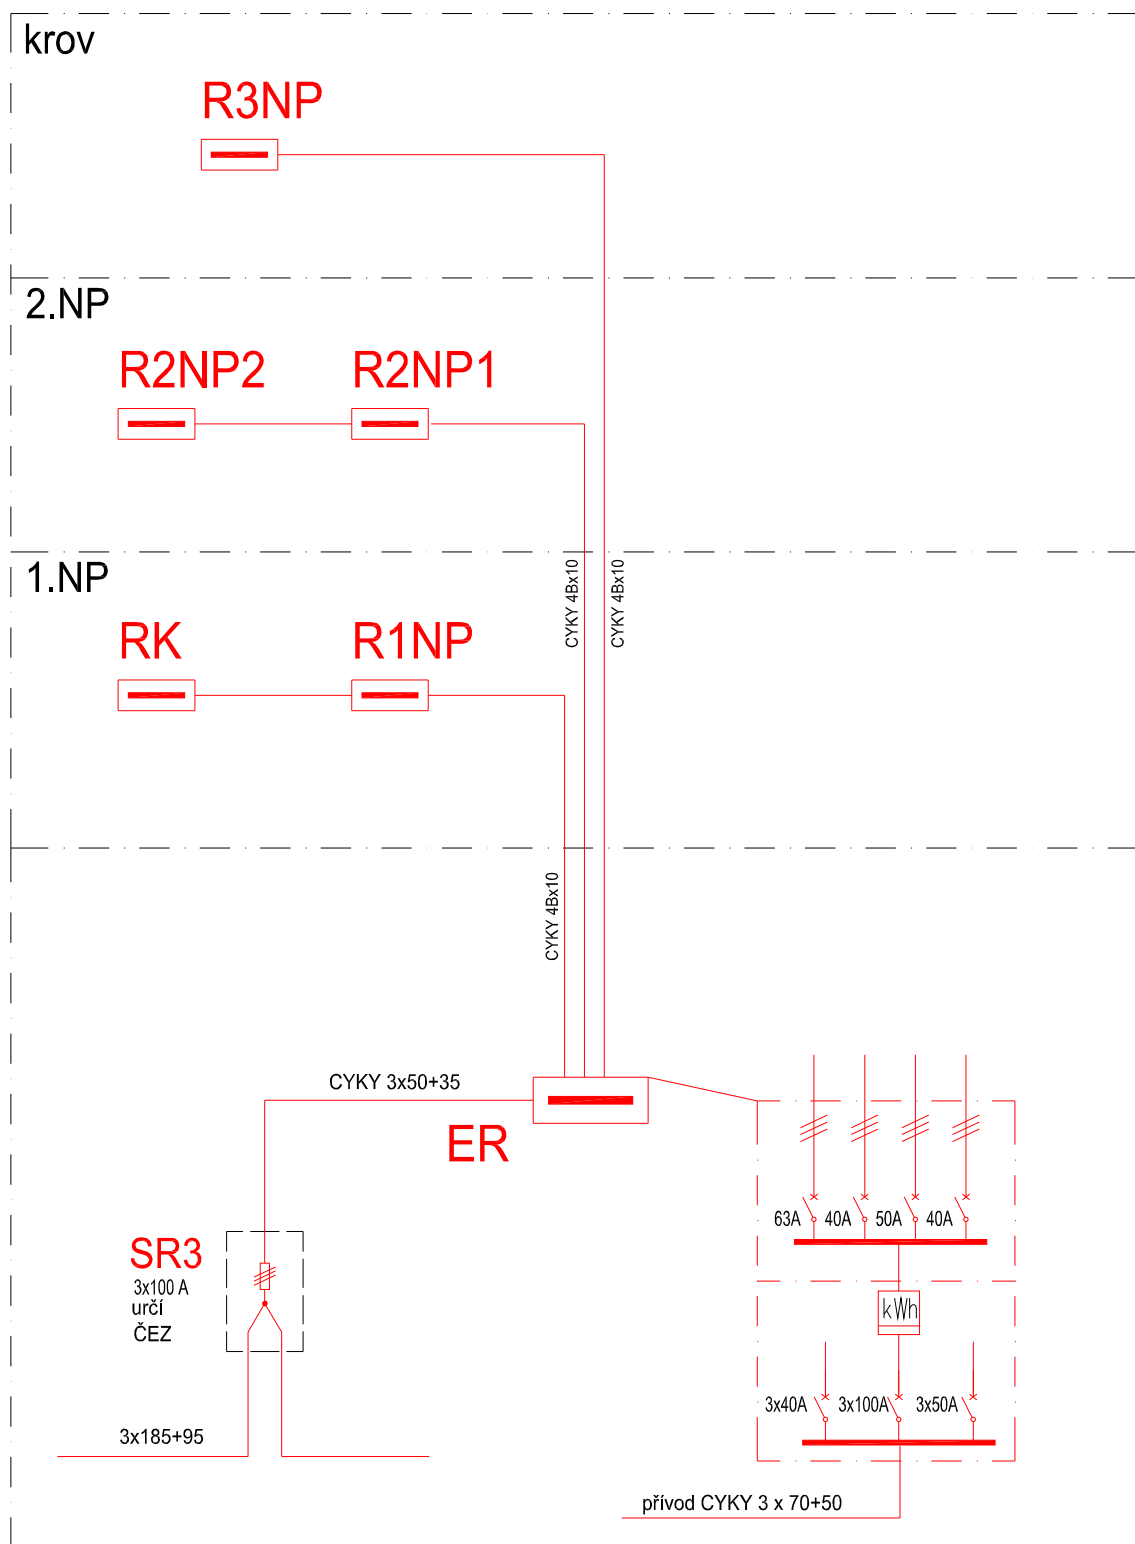 krov
R3NP
2.NP
R2NP2
R2NP1
CYKY 4Bx10
CYKY 4Bx10
1.NP
RK
R1NP
CYKY 4Bx10
CYKY 3x50+35
ER
63A
40A
50A
40A
SR3
3x100 A
určí
ČEZ
kWh
3x40A
3x100A
3x50A
3x185+95
přívod CYKY 3 x 70+50